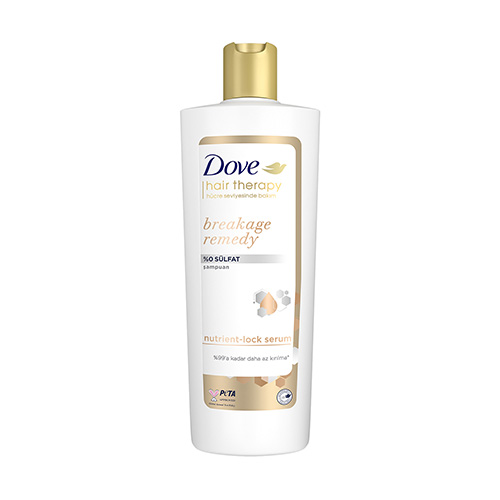 Dove
hair therapy
hücre seviyesinde bakım
breakage
remedy
%0 SÜLFAT
şampuan
nutrient-lock serum
%99'a kadar daha az kırılma*
PETA